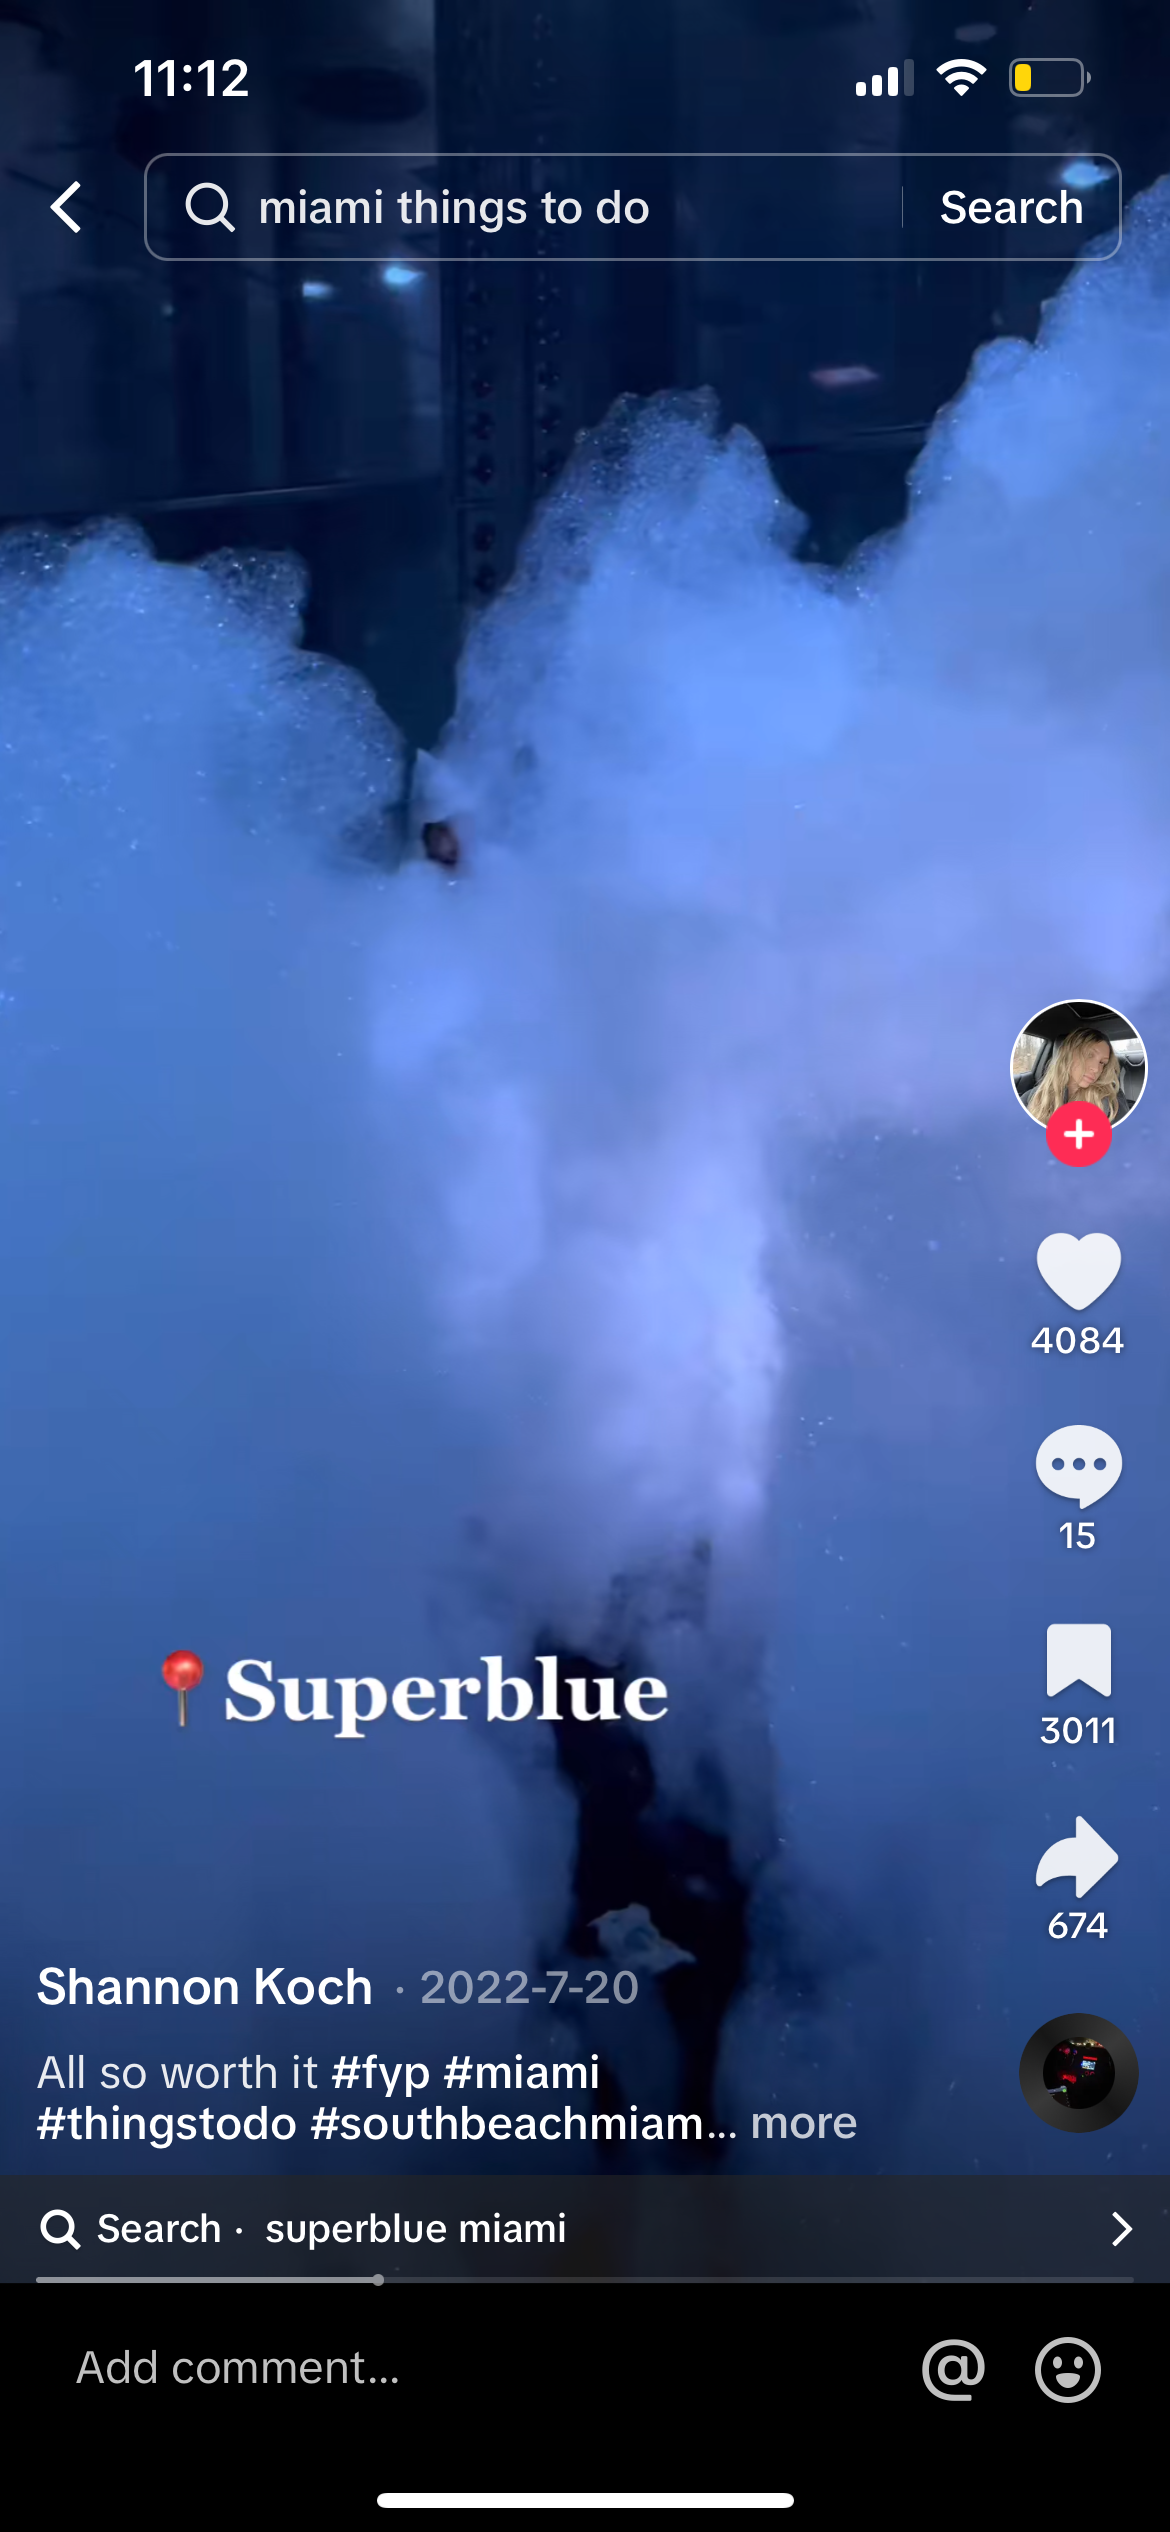 11:12
miami things to do
Search
4084
15
3011
📍Superblue
674
Shannon Koch · 2022-7-20
All so worth it #fyp #miami
#thingstodo #southbeachmiam... more
Search · superblue miami
Add comment...
@